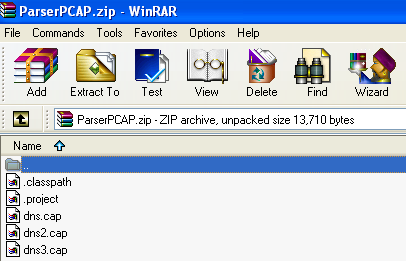 ParserPCAP.zip - WinRAR
File Commands Tools Favorites Options Help
Add Extract To Test View Delete Find Wizard
ParserPCAP.zip - ZIP archive, unpacked size 13,710 bytes
Name
..
.classpath
.project
dns.cap
dns2.cap
dns3.cap